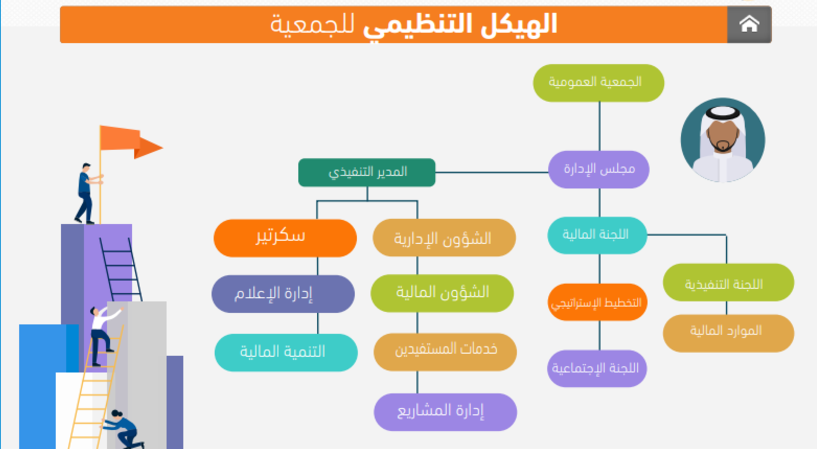 الهيكل التنظيمي للجمعية
الجمعية العمومية
مجلس الإدارة
المدير التنفيذي
اللجنة المالية
التخطيط الإستراتيجي
اللجنة الإجتماعية
اللجنة التنفيذية
الموارد المالية
الشؤون الإدارية
الشؤون المالية
خدمات المستفيدين
إدارة المشاريع
سكرتير
إدارة الإعلام
التنمية المالية